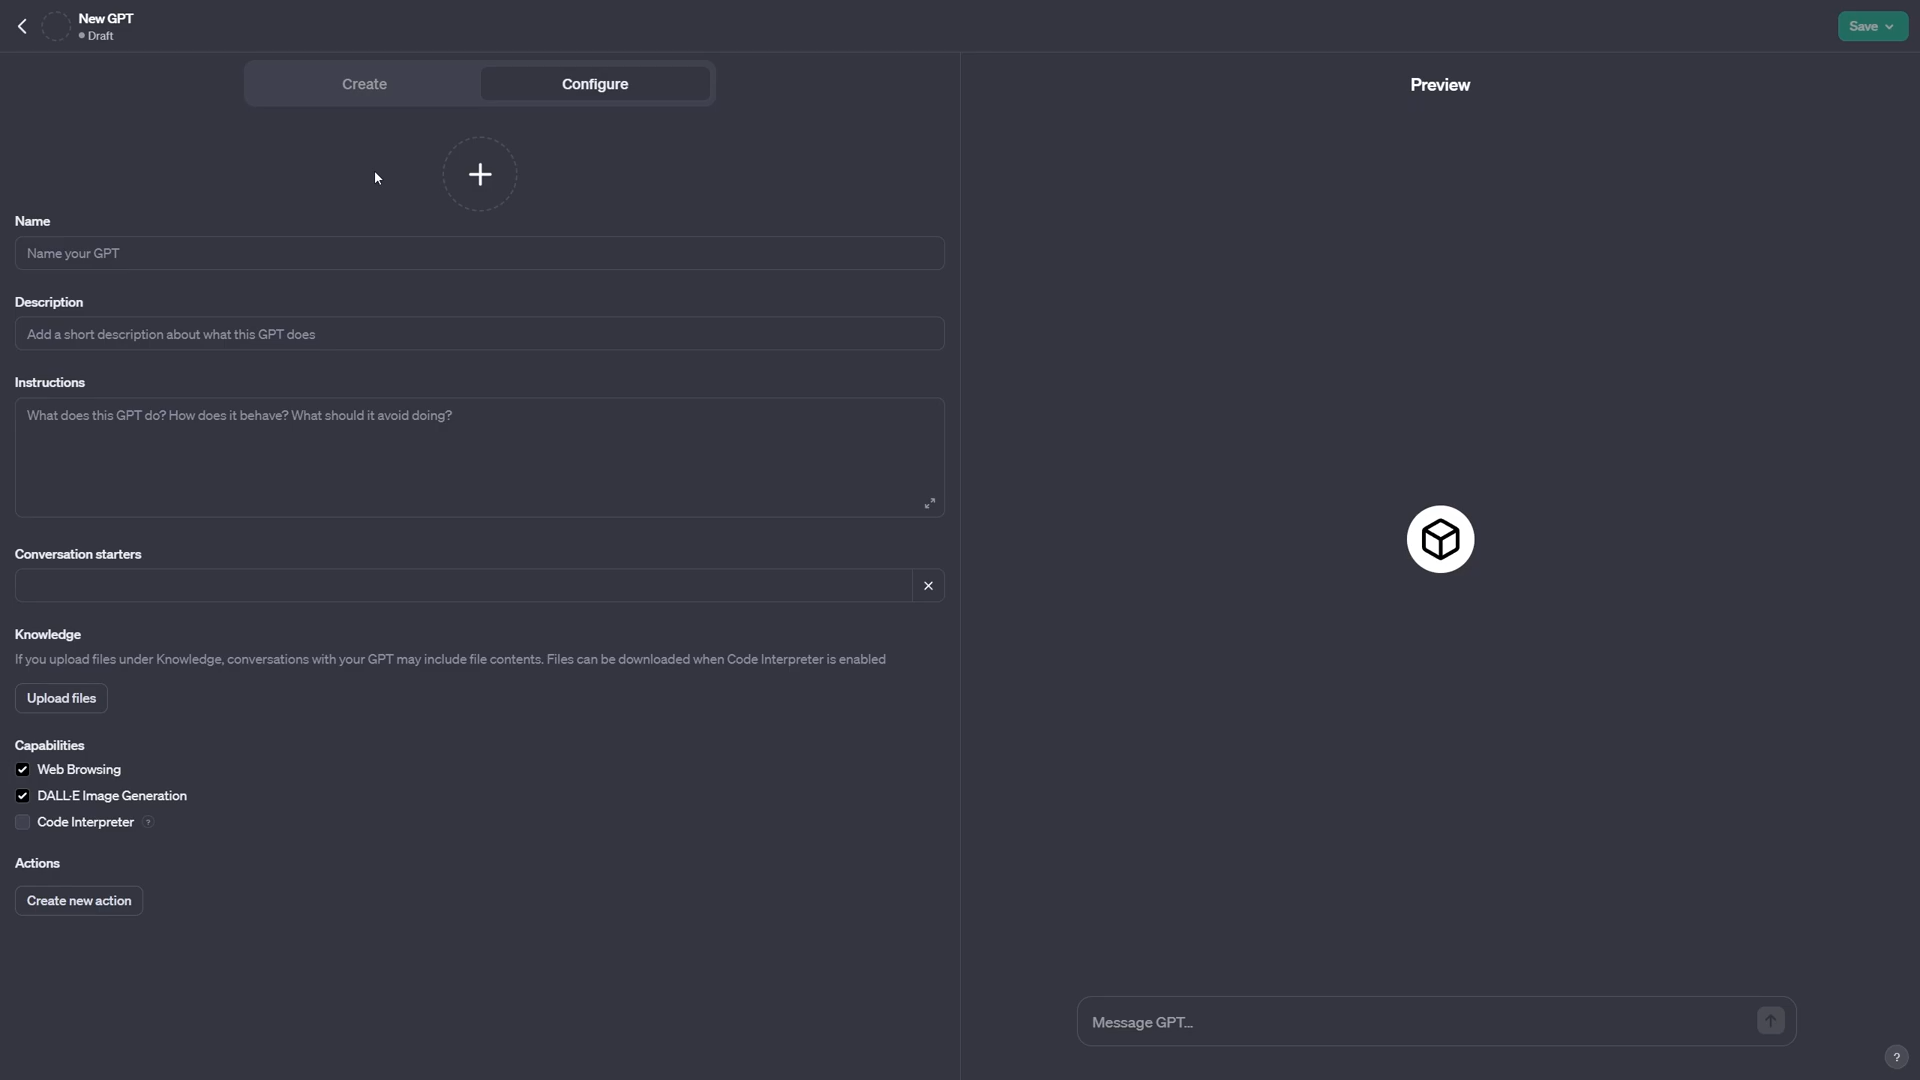 New GPT
Draft
Save
Create
Configure
Preview
Name
Name your GPT
Description
Add a short description about what this GPT does
Instructions
What does this GPT do? How does it behave? What should it avoid doing?
Conversation starters
Knowledge
If you upload files under Knowledge, conversations with your GPT may include file contents. Files can be downloaded when Code Interpreter is enabled
Upload files
Capabilities
Web Browsing
DALL·E Image Generation
Code Interpreter ?
Actions
Create new action
Message GPT...
?